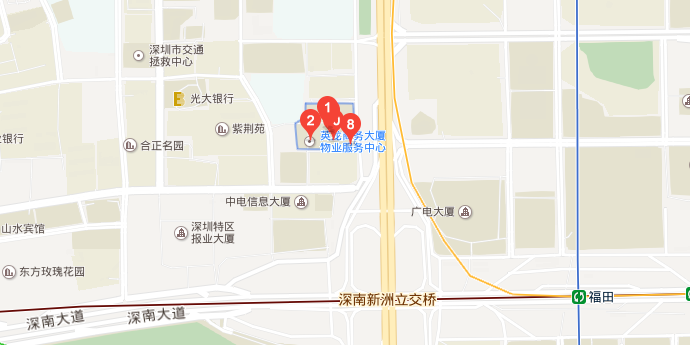 深圳市交通
拯救中心
光大银行
1
2
8
紫荆苑
英龙商务大厦
物业服务中心
合正名园
银行
中电信息大厦
广电大厦
山水宾馆
深圳特区
报业大厦
东方玫瑰花园
深南新洲立交桥
福田
深南大道
深南大道